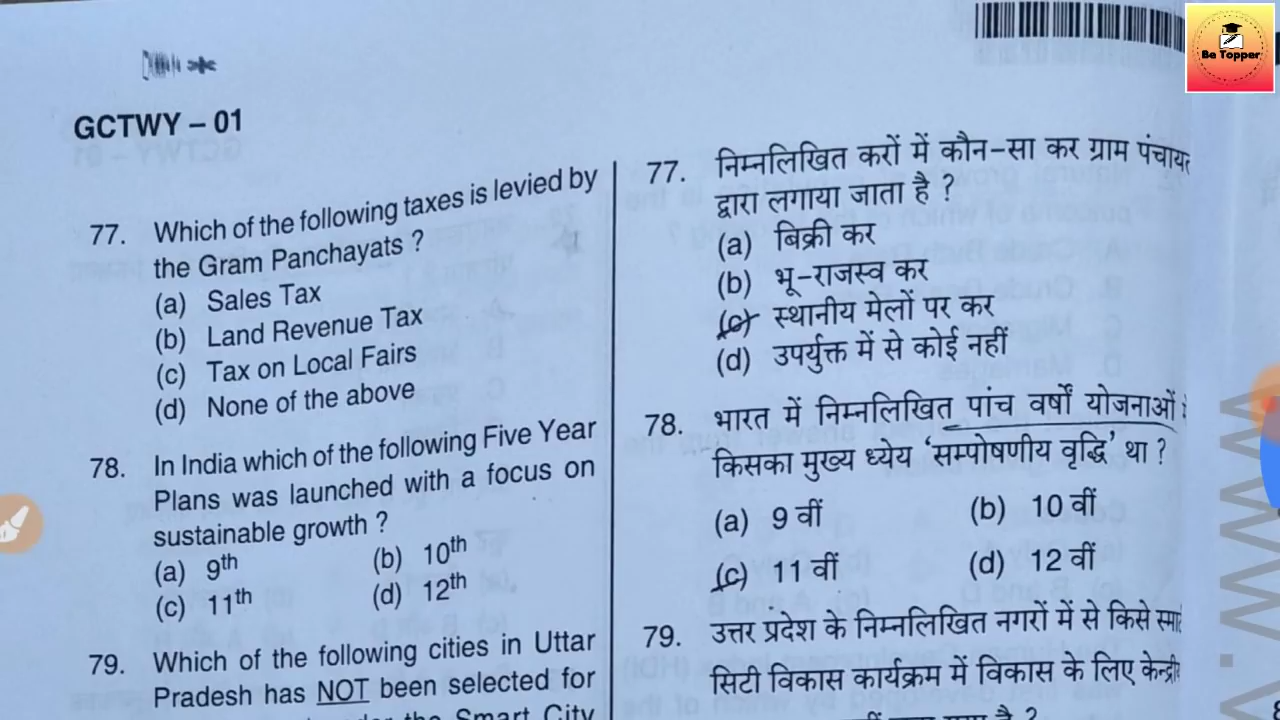 Be Topper
GCTWY – 01
77. Which of the following taxes is levied by
the Gram Panchayats ?
(a) Sales Tax
(b) Land Revenue Tax
(c) Tax on Local Fairs
(d) None of the above
78. In India which of the following Five Year
Plans was launched with a focus on
sustainable growth ?
(a) 9th (b) 10th
(c) 11th (d) 12th
79. Which of the following cities in Uttar
Pradesh has NOT been selected for
the Smart City
77. निम्नलिखित करों में कौन-सा कर ग्राम
द्वारा लगाया जाता है ?
(a) बिक्री कर
(b) भू-राजस्व कर
(c) स्थानीय मेलों पर कर
(d) उपर्युक्त में से कोई नहीं
78. भारत में निम्नलिखित पांच वर्षों योजनाओं
किसका मुख्य ध्येय ‘सम्पोषणीय वृद्धि’ था ?
(a) 9 वीं (b) 10 वीं
(c) 11 वीं (d) 12 वीं
79. उत्तर प्रदेश के निम्नलिखित नगरों में से किसे
सिटी विकास कार्यक्रम में विकास के लिए